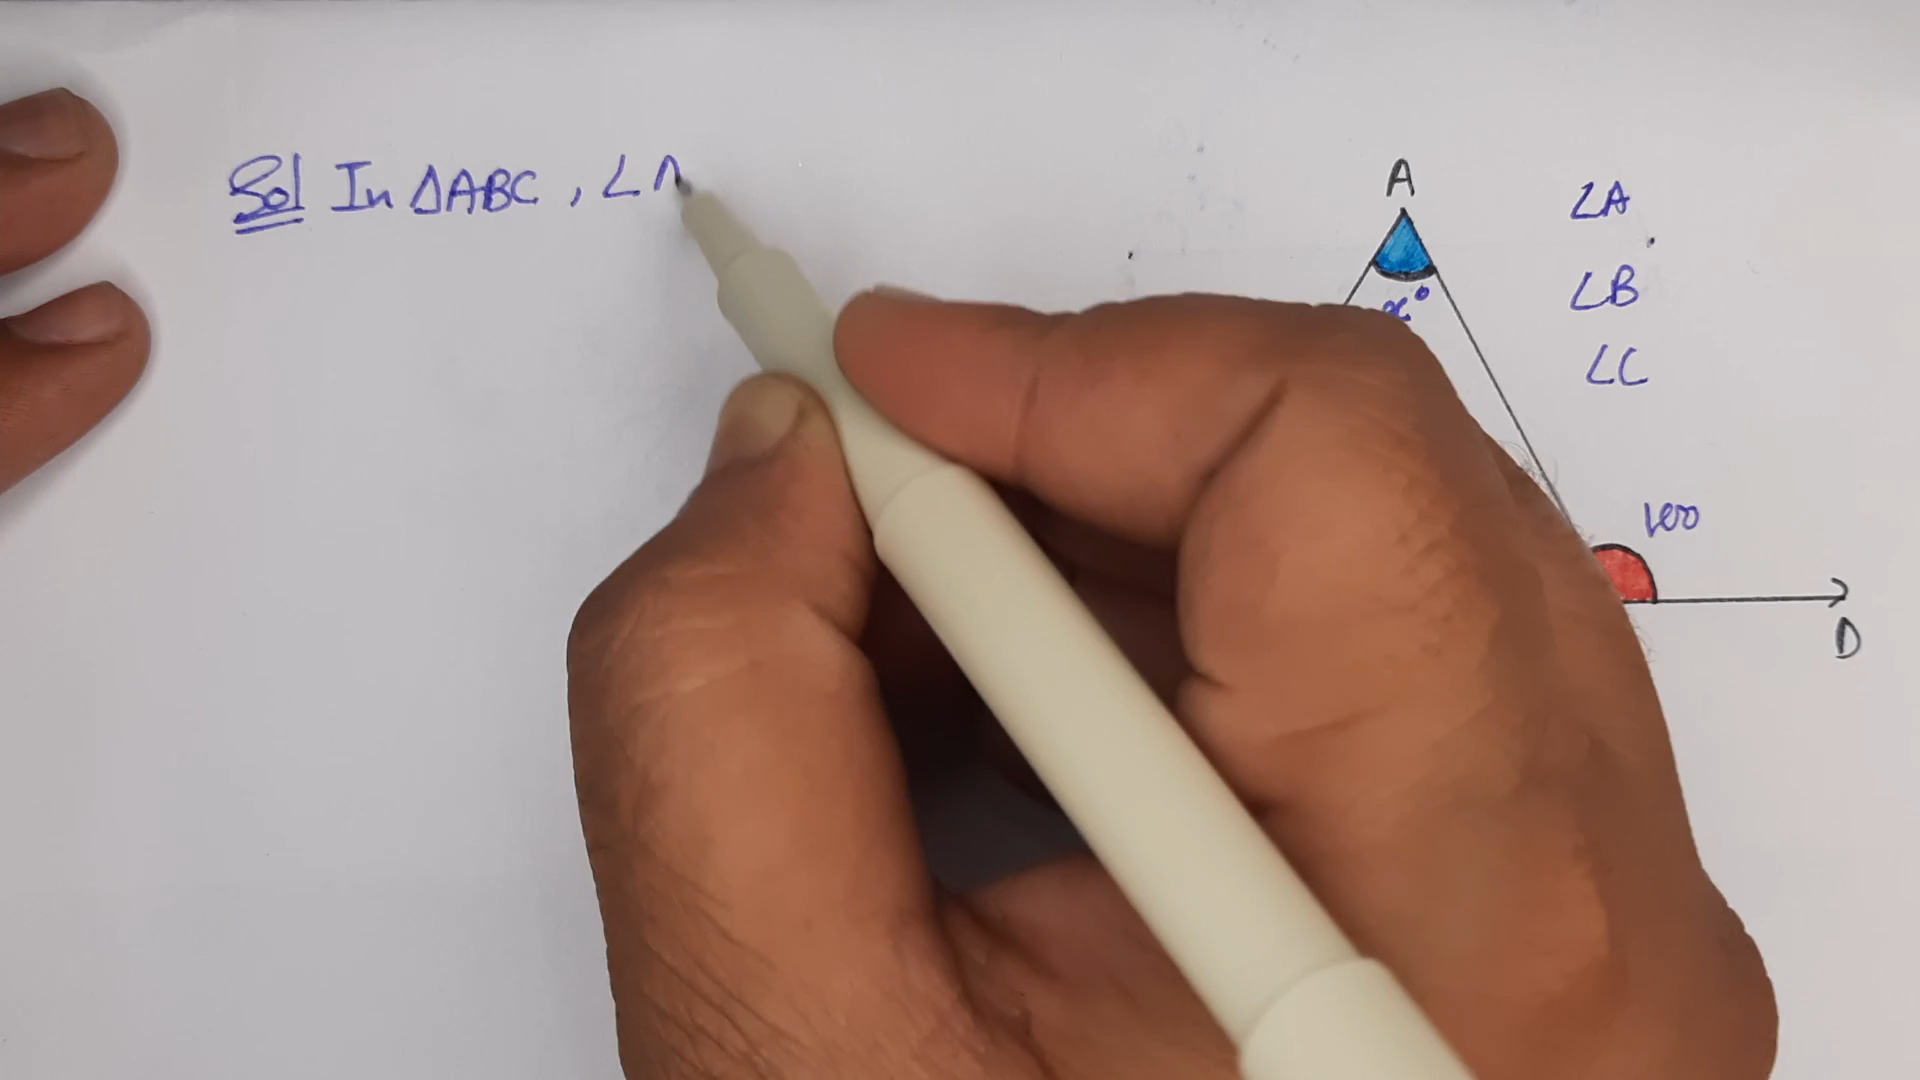 Sol In ΔABC, ∠A
A
∠A
∠B
x°
∠C
100
D